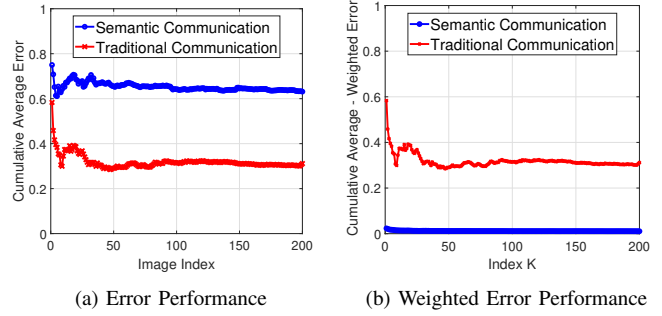 Semantic Communication
Traditional Communication
Cumulative Average Error
1
0.8
0.6
0.4
0.2
0
0 50 100 150 200
Image Index
(a) Error Performance
Semantic Communication
Traditional Communication
Cumulative Average - Weighted Error
1
0.8
0.6
0.4
0.2
0
0 50 100 150 200
Index K
(b) Weighted Error Performance